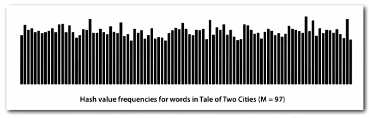 Hash value frequencies for words in Tale of Two Cities (M = 97)